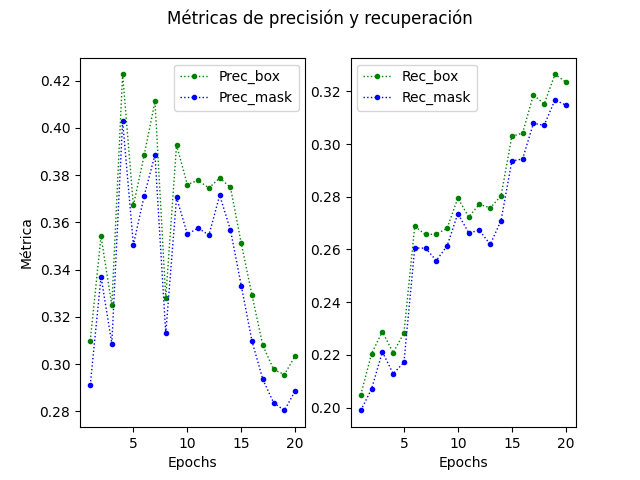 Métricas de precisión y recuperación
Métrica
0.42
0.40
0.38
0.36
0.34
0.32
0.30
0.28
Prec_box
Prec_mask
5
10
15
20
Epochs
0.32
0.30
0.28
0.26
0.24
0.22
0.20
Rec_box
Rec_mask
5
10
15
20
Epochs